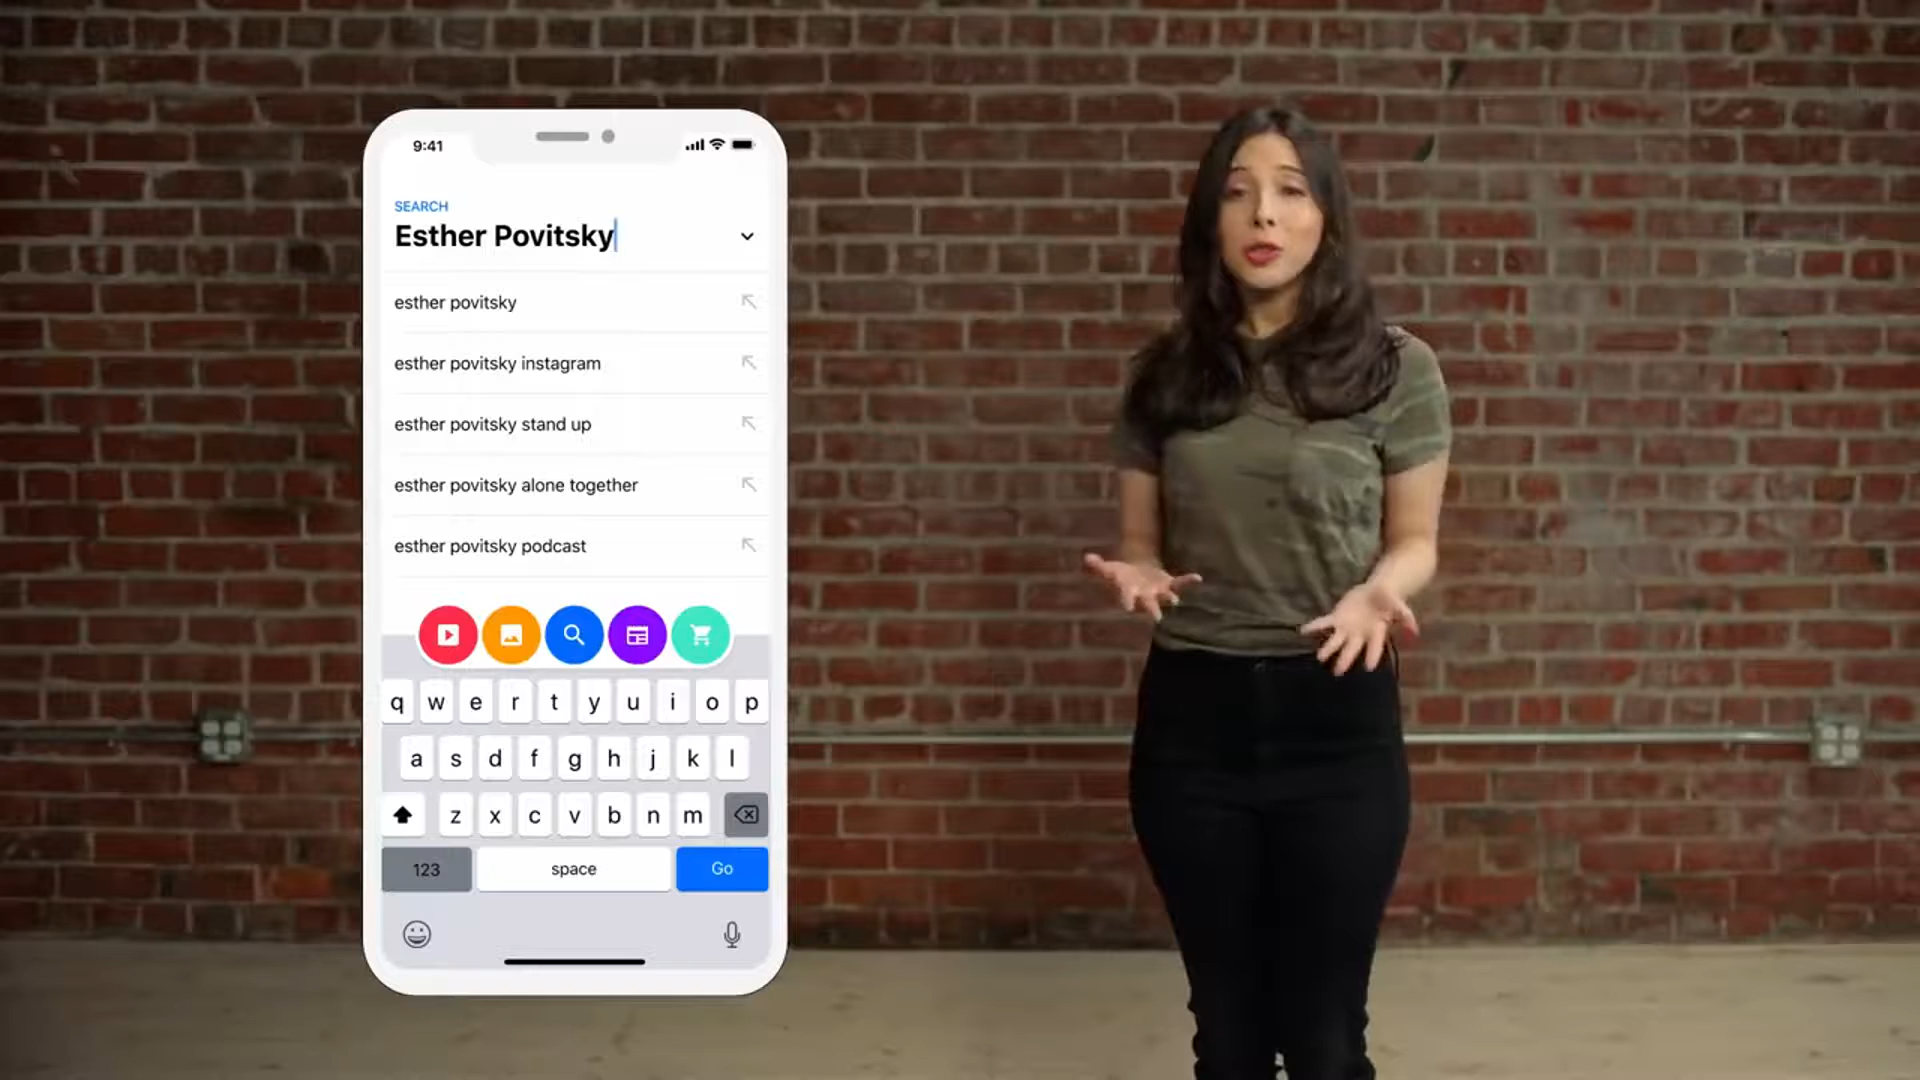 9:41
SEARCH
Esther Povitsky
esther povitsky
esther povitsky instagram
esther povitsky stand up
esther povitsky alone together
esther povitsky podcast
q w e r t y u i o p
a s d f g h j k l
z x c v b n m
123 space Go